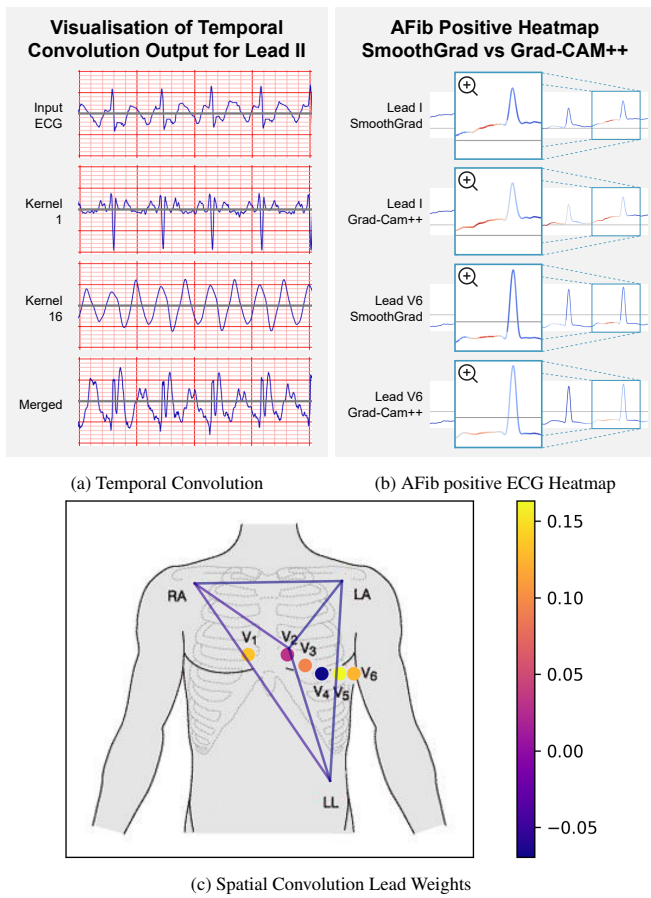 Visualisation of Temporal
Convolution Output for Lead II
Input
ECG
Kernel
1
Kernel
16
Merged
AFib Positive Heatmap
SmoothGrad vs Grad-CAM++
Lead I
SmoothGrad
Lead I
Grad-Cam++
Lead V6
SmoothGrad
Lead V6
Grad-Cam++
(a) Temporal Convolution
(b) AFib positive ECG Heatmap
RA
LA
V1
V2
V3
V4
V5
V6
LL
0.15
0.10
0.05
0.00
−0.05
(c) Spatial Convolution Lead Weights